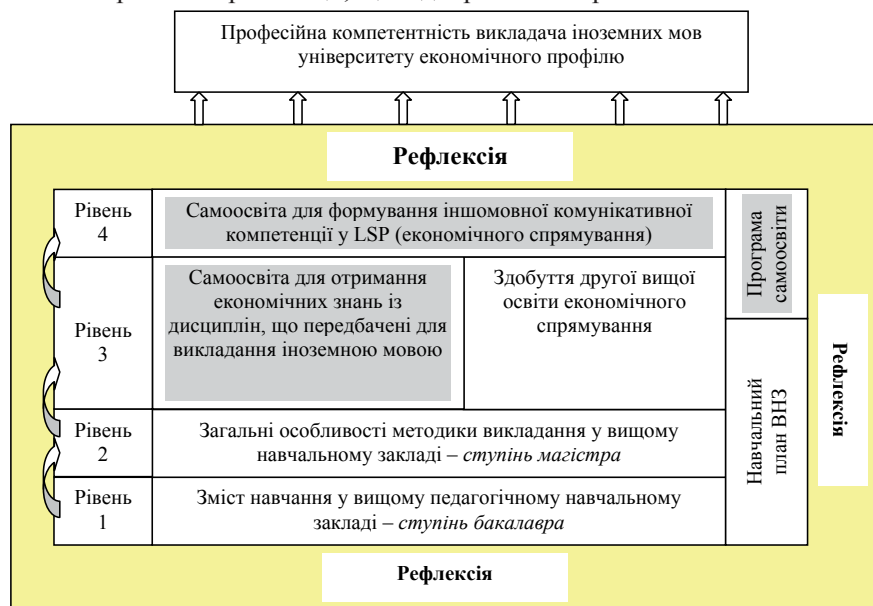 Професійна компетентність викладача іноземних мов
університету економічного профілю
Рефлексія
Рівень
4
Самоосвіта для формування іншомовної комунікативної
компетенції у LSP (економічного спрямування)
Програма
самоосвіти
Рівень
3
Самоосвіта для отримання
економічних знань із
дисциплін, що передбачені для
викладання іноземною мовою
Здобуття другої вищої
освіти економічного
спрямування
Навчальний
план ВНЗ
Рефлексія
Рівень
2
Загальні особливості методики викладання у вищому
навчальному закладі – ступінь магістра
Рівень
1
Зміст навчання у вищому педагогічному навчальному
закладі – ступінь бакалавра
Рефлексія